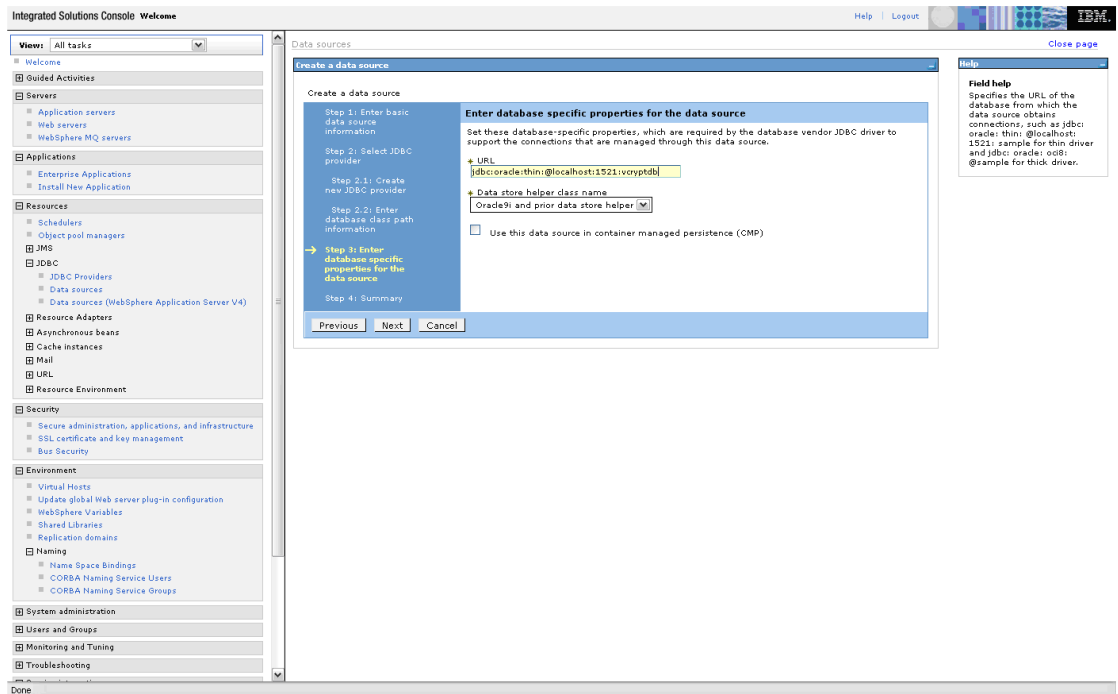 Integrated Solutions Console Welcome
Help | Logout
IBM.
View: All tasks
Welcome
Guided Activities
Servers
Application servers
Web servers
WebSphere MQ servers
Applications
Enterprise Applications
Install New Application
Resources
Schedulers
Object pool managers
JMS
JDBC
JDBC Providers
Data sources
Data sources (WebSphere Application Server V4)
Resource Adapters
Asynchronous beans
Cache instances
Mail
URL
Resource Environment
Security
Secure administration, applications, and infrastructure
SSL certificate and key management
Bus Security
Environment
Virtual Hosts
Update global Web server plug-in configuration
WebSphere Variables
Shared Libraries
Replication domains
Naming
Name Space Bindings
CORBA Naming Service Users
CORBA Naming Service Groups
System administration
Users and Groups
Monitoring and Tuning
Troubleshooting
Data sources
Close page
Create a data source
Create a data source
Step 1: Enter basic
data source
information
Step 2: Select JDBC
provider
Step 2.1: Create
new JDBC provider
Step 2.2: Enter
database class path
information
Step 3: Enter
database specific
properties for the
data source
Step 4: Summary
Enter database specific properties for the data source
Set these database-specific properties, which are required by the database vendor JDBC driver to
support the connections that are managed through this data source.
URL
jdbc:oracle:thin:@localhost:1521:vcryptdb
Data store helper class name
Oracle9i and prior data store helper
Use this data source in container managed persistence (CMP)
Previous Next Cancel
Help
Field help
Specifies the URL of the
database from which the
data source obtains
connections, such as jdbc:
oracle: thin: @localhost:
1521: sample for thin driver
and jdbc: oracle: oci8:
@sample for thick driver.
Done